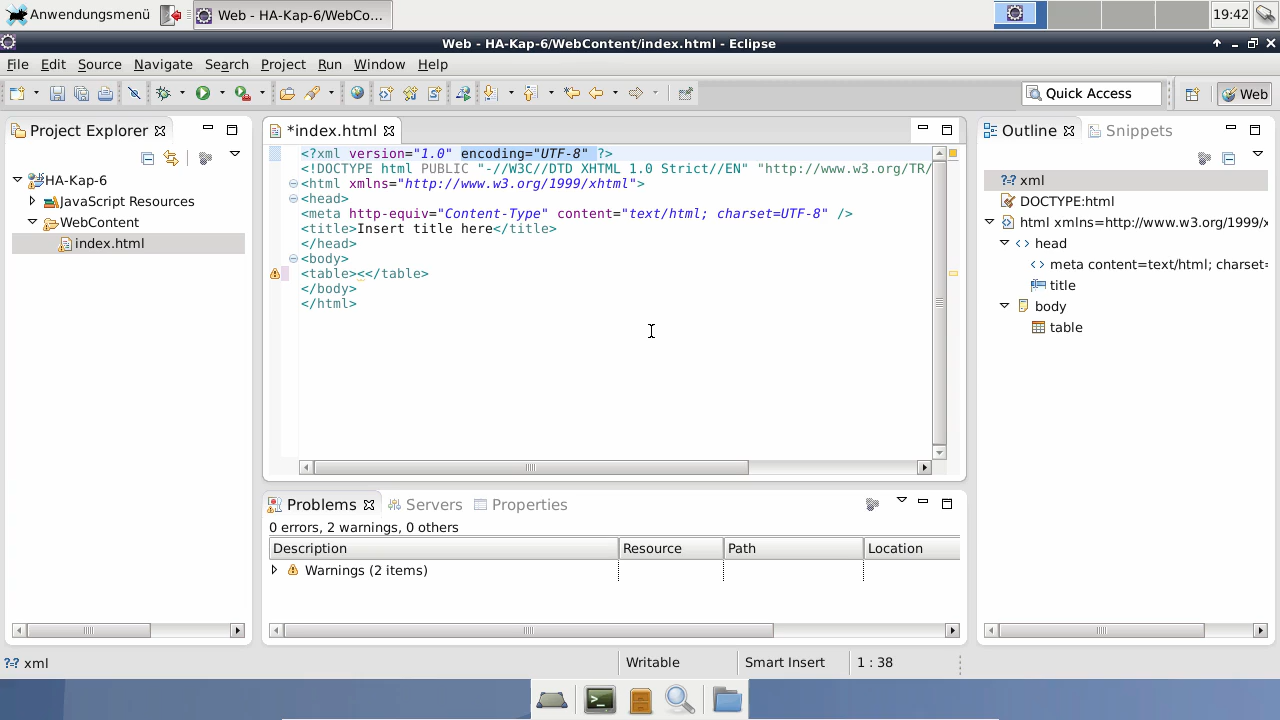 Anwendungsmenü
Web - HA-Kap-6/WebCo...
19:42
Web - HA-Kap-6/WebContent/index.html - Eclipse
File Edit Source Navigate Search Project Run Window Help
Quick Access
Web
Project Explorer
HA-Kap-6
JavaScript Resources
WebContent
index.html
*index.html
<?xml version="1.0" encoding="UTF-8" ?>
<!DOCTYPE html PUBLIC "-//W3C//DTD XHTML 1.0 Strict//EN" "http://www.w3.org/TR/
<html xmlns="http://www.w3.org/1999/xhtml">
<head>
<meta http-equiv="Content-Type" content="text/html; charset=UTF-8" />
<title>Insert title here</title>
</head>
<body>
<table><</table>
</body>
</html>
Outline Snippets
xml
DOCTYPE:html
html xmlns=http://www.w3.org/1999/x
head
meta content=text/html; charset=
title
body
table
Problems Servers Properties
0 errors, 2 warnings, 0 others
Description Resource Path Location
Warnings (2 items)
xml
Writable Smart Insert 1 : 38